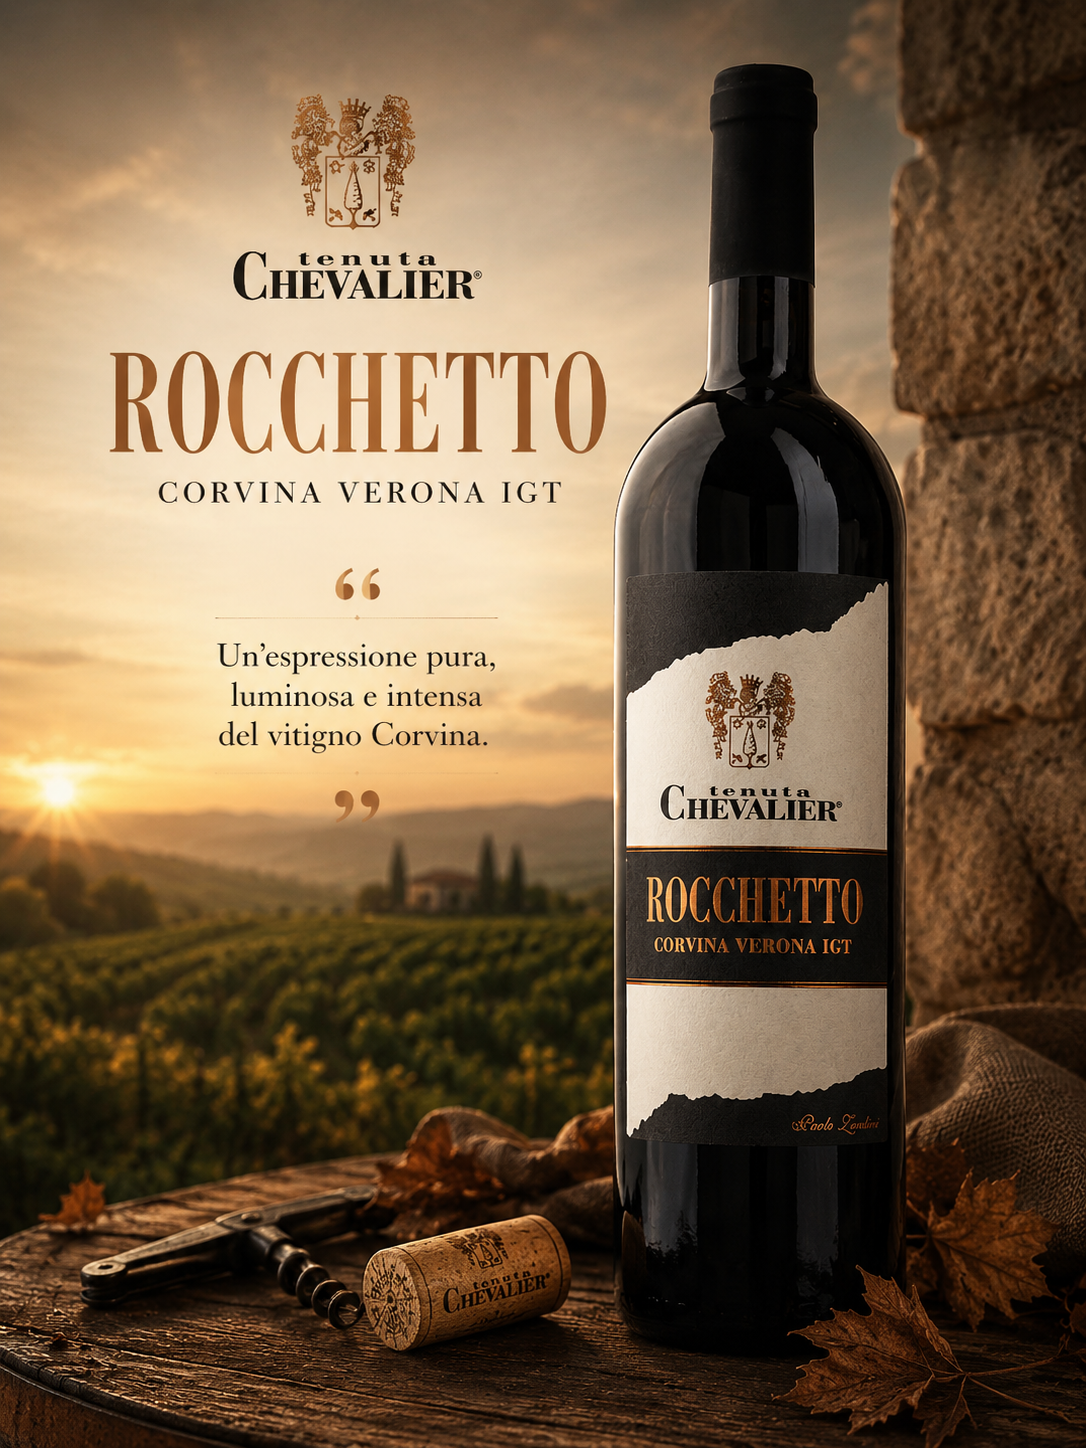 tenuta
CHEVALIER®
ROCCHETTO
CORVINA VERONA IGT
“
Un’espressione pura,
luminosa e intensa
del vitigno Corvina.
”
tenuta
CHEVALIER®
ROCCHETTO
CORVINA VERONA IGT
Paolo Zamlini
tenuta
CHEVALIER®